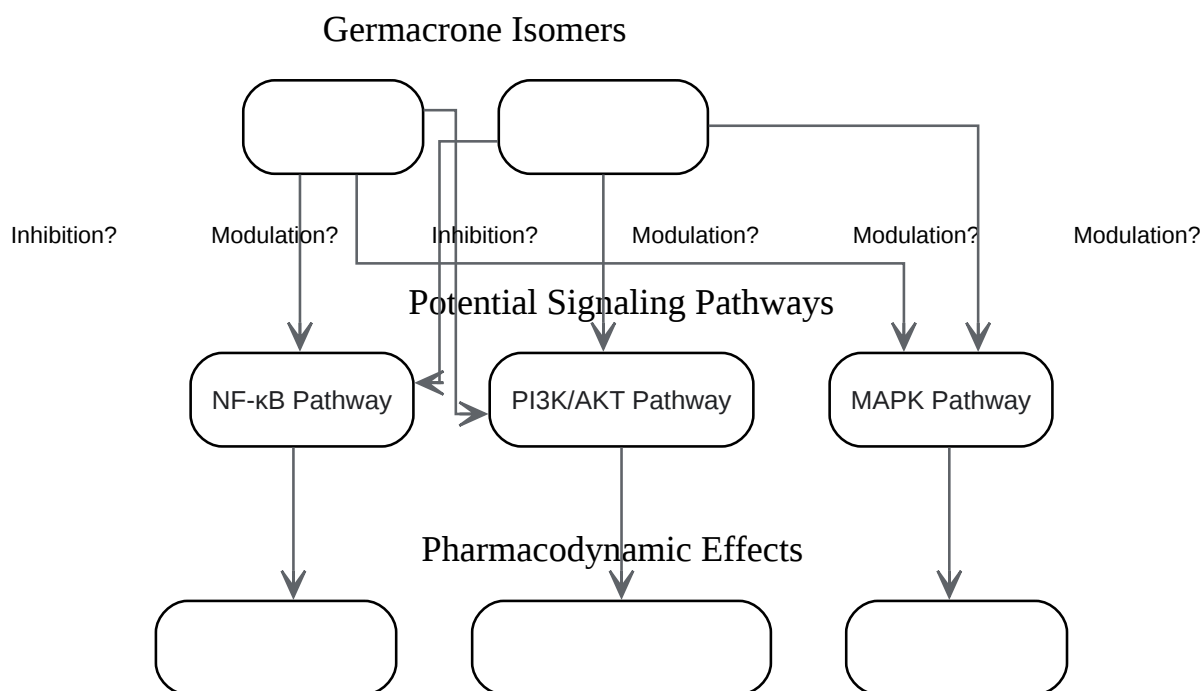 Germacrone Isomers
Inhibition? Modulation? Inhibition? Modulation? Modulation? Modulation?
Potential Signaling Pathways
NF-κB Pathway PI3K/AKT Pathway MAPK Pathway
Pharmacodynamic Effects